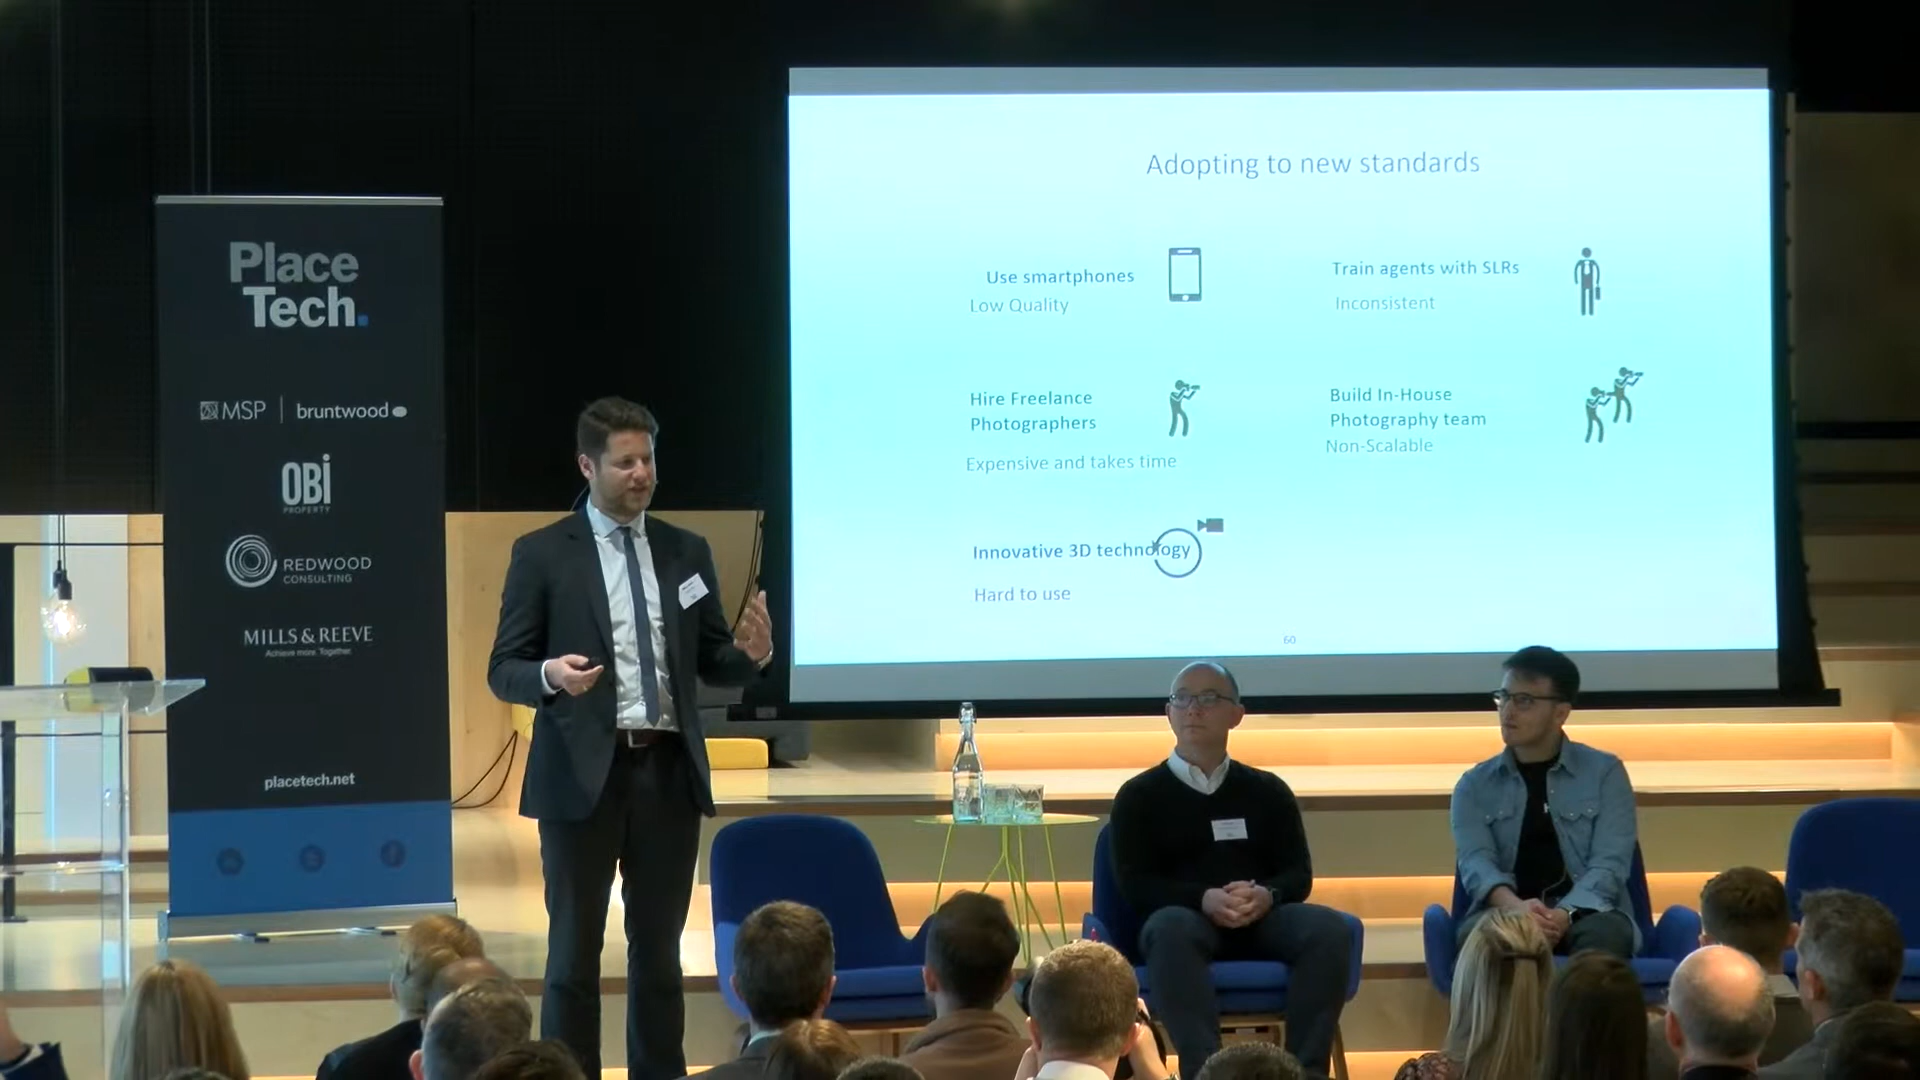 Place
Tech.
MSP | bruntwood
OBI
PROPERTY
REDWOOD
CONSULTING
MILLS & REEVE
Achieve more. Together.
placetech.net
Adopting to new standards
Use smartphones
Low Quality
Train agents with SLRs
Inconsistent
Hire Freelance
Photographers
Expensive and takes time
Build In-House
Photography team
Non-Scalable
Innovative 3D technology
Hard to use
60